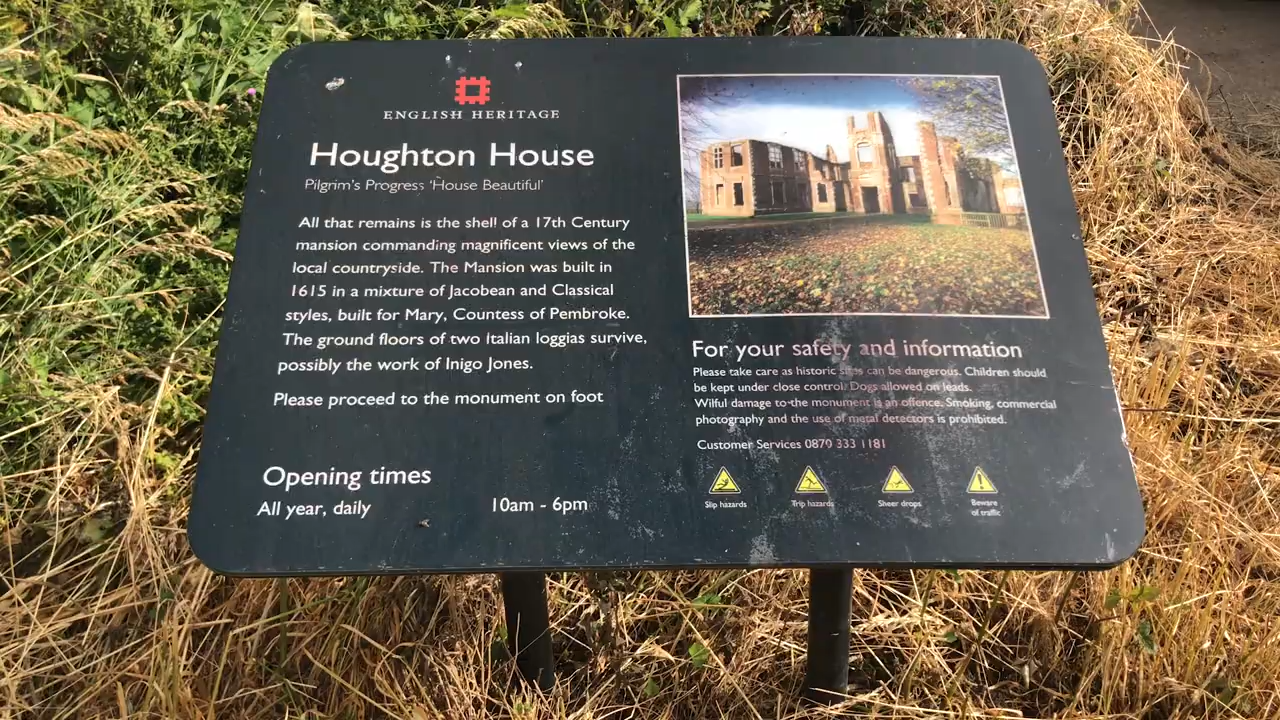 ENGLISH HERITAGE
Houghton House
Pilgrim's Progress 'House Beautiful'
All that remains is the shell of a 17th Century
mansion commanding magnificent views of the
local countryside. The Mansion was built in
1615 in a mixture of Jacobean and Classical
styles, built for Mary, Countess of Pembroke.
The ground floors of two Italian loggias survive,
possibly the work of Inigo Jones.
Please proceed to the monument on foot
Opening times
All year, daily 10am - 6pm
For your safety and information
Please take care as historic sites can be dangerous. Children should
be kept under close control. Dogs allowed on leads.
Wilful damage to the monument is an offence. Smoking, commercial
photography and the use of metal detectors is prohibited.
Customer Services 0870 333 1181
Slip hazards
Trip hazards
Sheer drops
Beware
of traffic